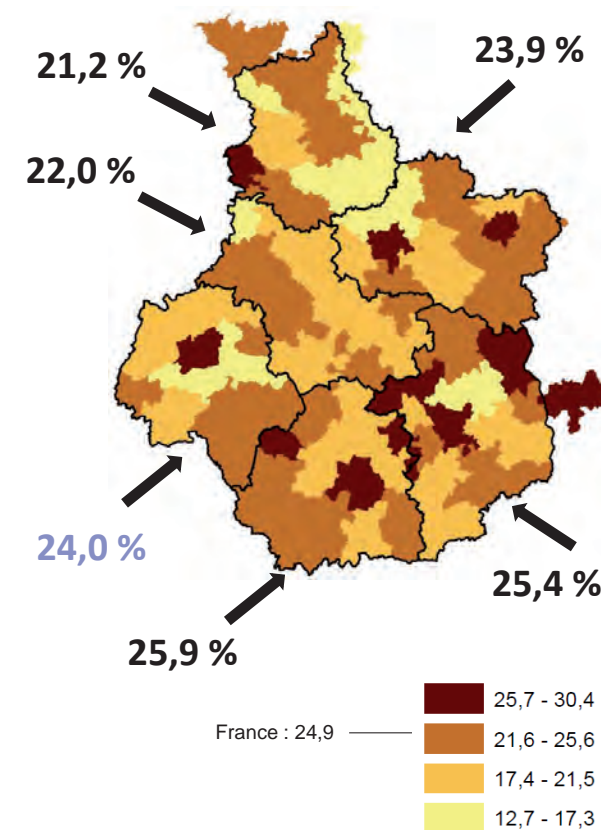 23,9 %
21,2 %
22,0 %
24,0 %
25,4 %
25,9 %
25,7 - 30,4
France : 24,9
21,6 - 25,6
17,4 - 21,5
12,7 - 17,3